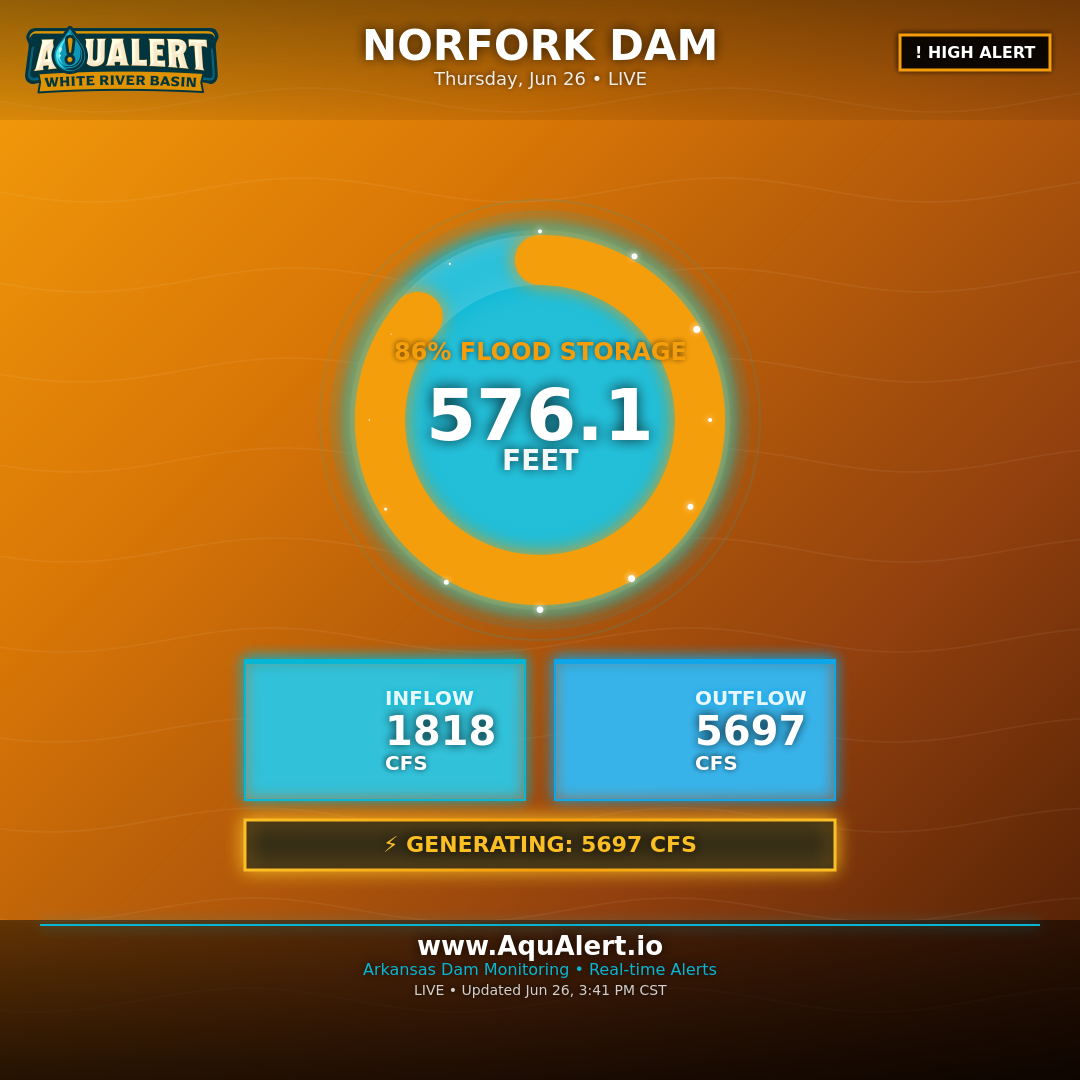 AQUALERT
WHITE RIVER BASIN
NORFORK DAM
Thursday, Jun 26 • LIVE
! HIGH ALERT
86% FLOOD STORAGE
576.1
FEET
INFLOW
1818
CFS
OUTFLOW
5697
CFS
⚡ GENERATING: 5697 CFS
www.AquAlert.io
Arkansas Dam Monitoring • Real-time Alerts
LIVE • Updated Jun 26, 3:41 PM CST